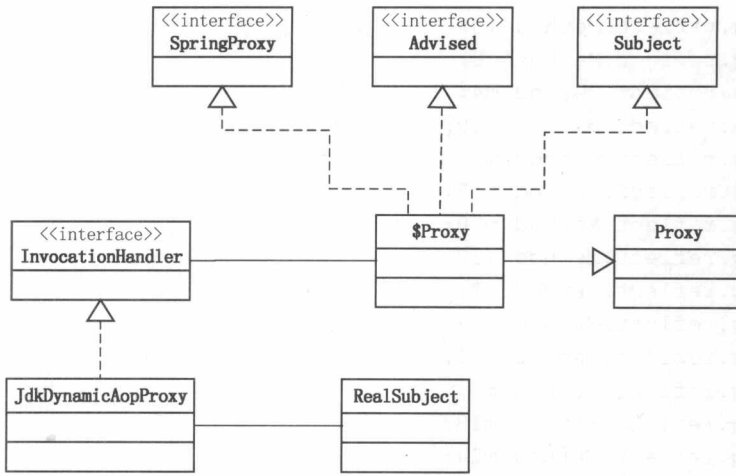 <<interface>>
SpringProxy
<<interface>>
Advised
<<interface>>
Subject
<<interface>>
InvocationHandler
$Proxy
Proxy
JdkDynamicAopProxy
RealSubject